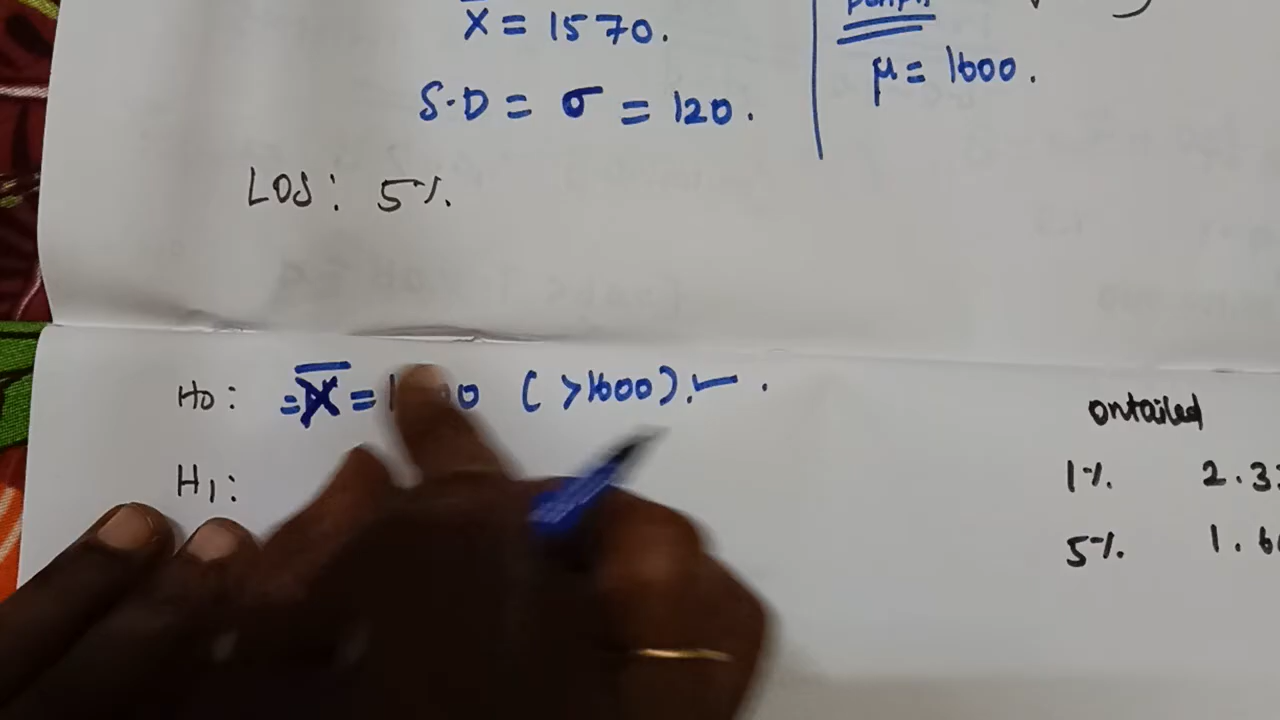 X̅ = 1570.
μ = 1600.
S.D = σ = 120.
LOS: 5%
H0: = X̅ = ( >1600).
ontailed
H1:
1% 2.3
5% 1.6